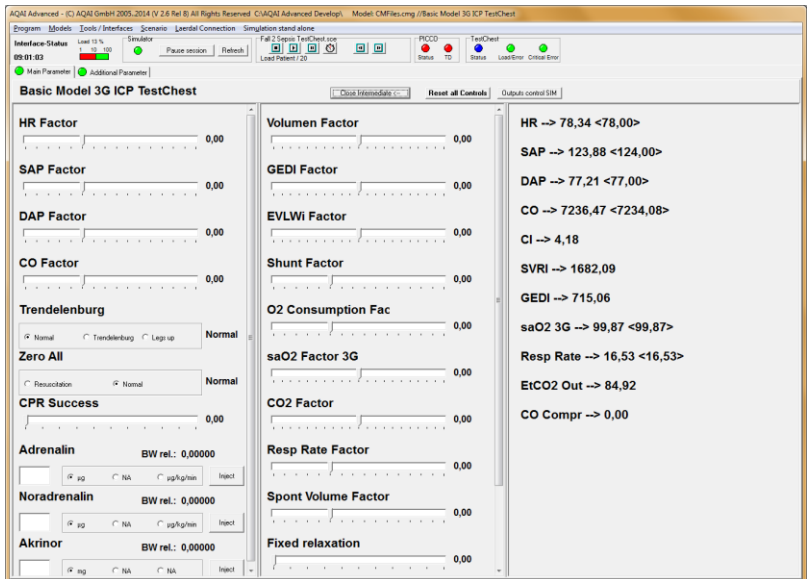 AQAI Advanced - (C) AQAI GmbH 2005..2014 (V 2.6 Rel 8) All Rights Reserved C:\AQAI Advanced Develop\.. Model: CMFiles.cmg //Basic Model 3G ICP TestChest
Program Models Tools / Interfaces Scenario Laerdal Connection Simulation stand alone
Interface-Status
09:01:03
Load 13 %
1 10 100
Simulator
Pause session
Refresh
Fall 2 Sepsis TestChest.sce
Load Patient / 20
PICCO
Status TD
TestChest
Status Load/Error Critical Error
Main Parameter Additional Parameter
Basic Model 3G ICP TestChest
Close Intermediate <-.
Reset all Controls
Outputs control SIM
HR Factor
0,00
SAP Factor
0,00
DAP Factor
0,00
CO Factor
0,00
Trendelenburg
Normal Trendelenburg Legs up Normal
Zero All
Resuscitation Normal Normal
CPR Success
0,00
Adrenalin BW rel.: 0,00000
µg NA µg/kg/min Inject
Noradrenalin BW rel.: 0,00000
µg NA µg/kg/min Inject
Akrinor BW rel.: 0,00000
mg NA NA Inject
Volumen Factor
0,00
GEDI Factor
0,00
EVLWi Factor
0,00
Shunt Factor
0,00
O2 Consumption Fac
0,00
saO2 Factor 3G
0,00
CO2 Factor
0,00
Resp Rate Factor
0,00
Spont Volume Factor
0,00
Fixed relaxation
0,00
HR --> 78,34 <78,00>
SAP --> 123,88 <124,00>
DAP --> 77,21 <77,00>
CO --> 7236,47 <7234,08>
CI --> 4,18
SVRI --> 1682,09
GEDI --> 715,06
saO2 3G --> 99,87 <99,87>
Resp Rate --> 16,53 <16,53>
EtCO2 Out --> 84,92
CO Compr --> 0,00